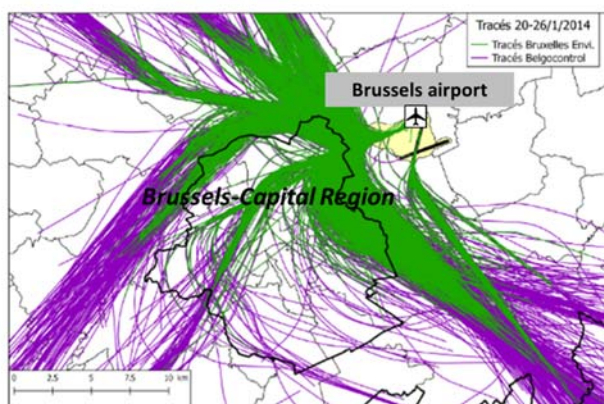 Tracés 20-26/1/2014
Tracés Bruxelles Envi.
Tracés Belgocontrol
Brussels airport
Brussels-Capital Region
0 2.5 5 7.5 10 km